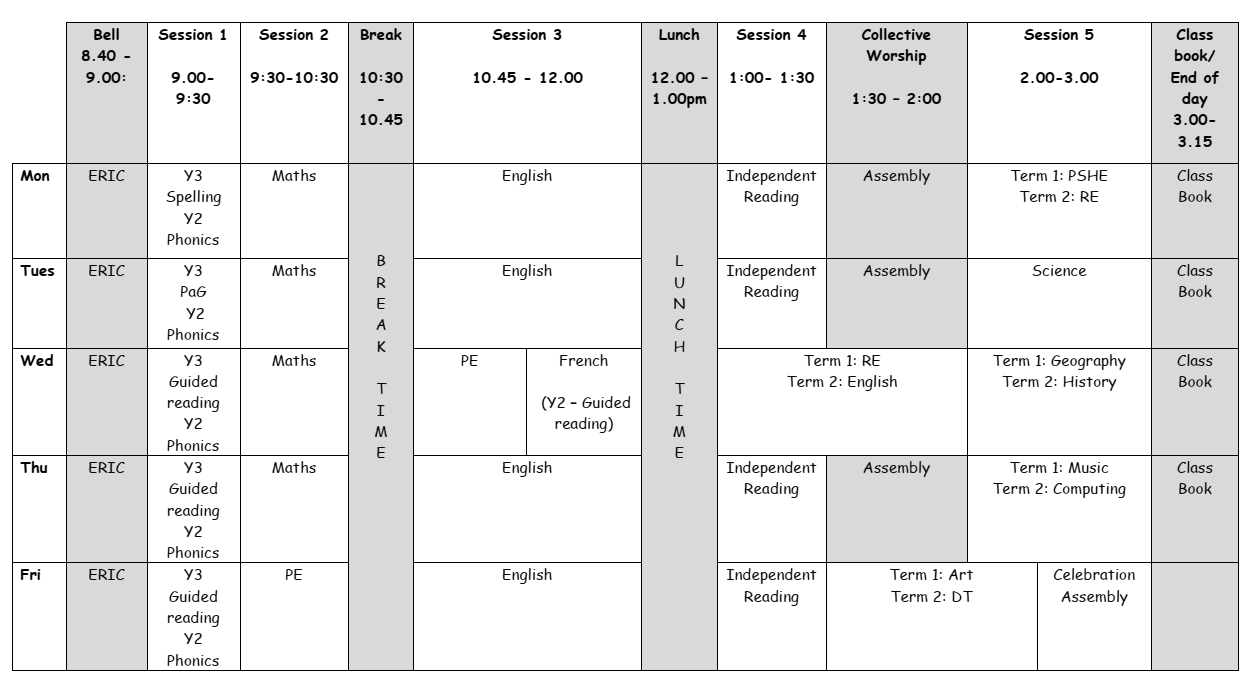 Bell
8.40 -
9.00:
Session 1
9.00-
9:30
Session 2
9:30-10:30
Break
10:30
-
10.45
Session 3
10.45 - 12.00
Lunch
12.00 -
1.00pm
Session 4
1:00- 1:30
Collective
Worship
1:30 - 2:00
Session 5
2.00-3.00
Class
book/
End of
day
3.00-
3.15
Mon
ERIC
Y3
Spelling
Y2
Phonics
Maths
B
R
E
A
K
T
I
M
E
English
L
U
N
C
H
T
I
M
E
Independent
Reading
Assembly
Term 1: PSHE
Term 2: RE
Class
Book
Tues
ERIC
Y3
PaG
Y2
Phonics
Maths
English
Independent
Reading
Assembly
Science
Class
Book
Wed
ERIC
Y3
Guided
reading
Y2
Phonics
Maths
PE
French
(Y2 – Guided
reading)
Term 1: RE
Term 2: English
Term 1: Geography
Term 2: History
Class
Book
Thu
ERIC
Y3
Guided
reading
Y2
Phonics
Maths
English
Independent
Reading
Assembly
Term 1: Music
Term 2: Computing
Class
Book
Fri
ERIC
Y3
Guided
reading
Y2
Phonics
PE
English
Independent
Reading
Term 1: Art
Term 2: DT
Celebration
Assembly